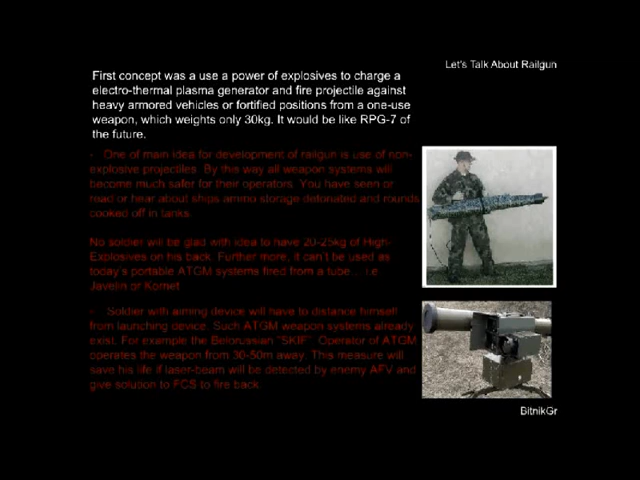 Let's Talk About Railgun
First concept was a use a power of explosives to charge a
electro-thermal plasma generator and fire projectile against
heavy armored vehicles or fortified positions from a one-use
weapon, which weights only 30kg. It would be like RPG-7 of
the future.
- One of main idea for development of railgun is use of non-
explosive projectiles. By this way all weapon systems will
become much safer for their operators. You have seen or
read or hear about ships ammo storage detonated and rounds
cooked off in tanks.
No soldier will be glad with idea to have 20-25kg of High-
Explosives on his back. Further more, it can't be used as
today's portable ATGM systems fired from a tube... i.e
Javelin or Kornet
- Soldier with aiming device will have to distance himself
from launching device. Such ATGM weapon systems already
exist. For example the Belorussian "SKIF". Operator of ATGM
operates the weapon from 30-50m away. This measure will
save his life if laser-beam will be detected by enemy AFV and
give solution to FCS to fire back.
BitnikGr